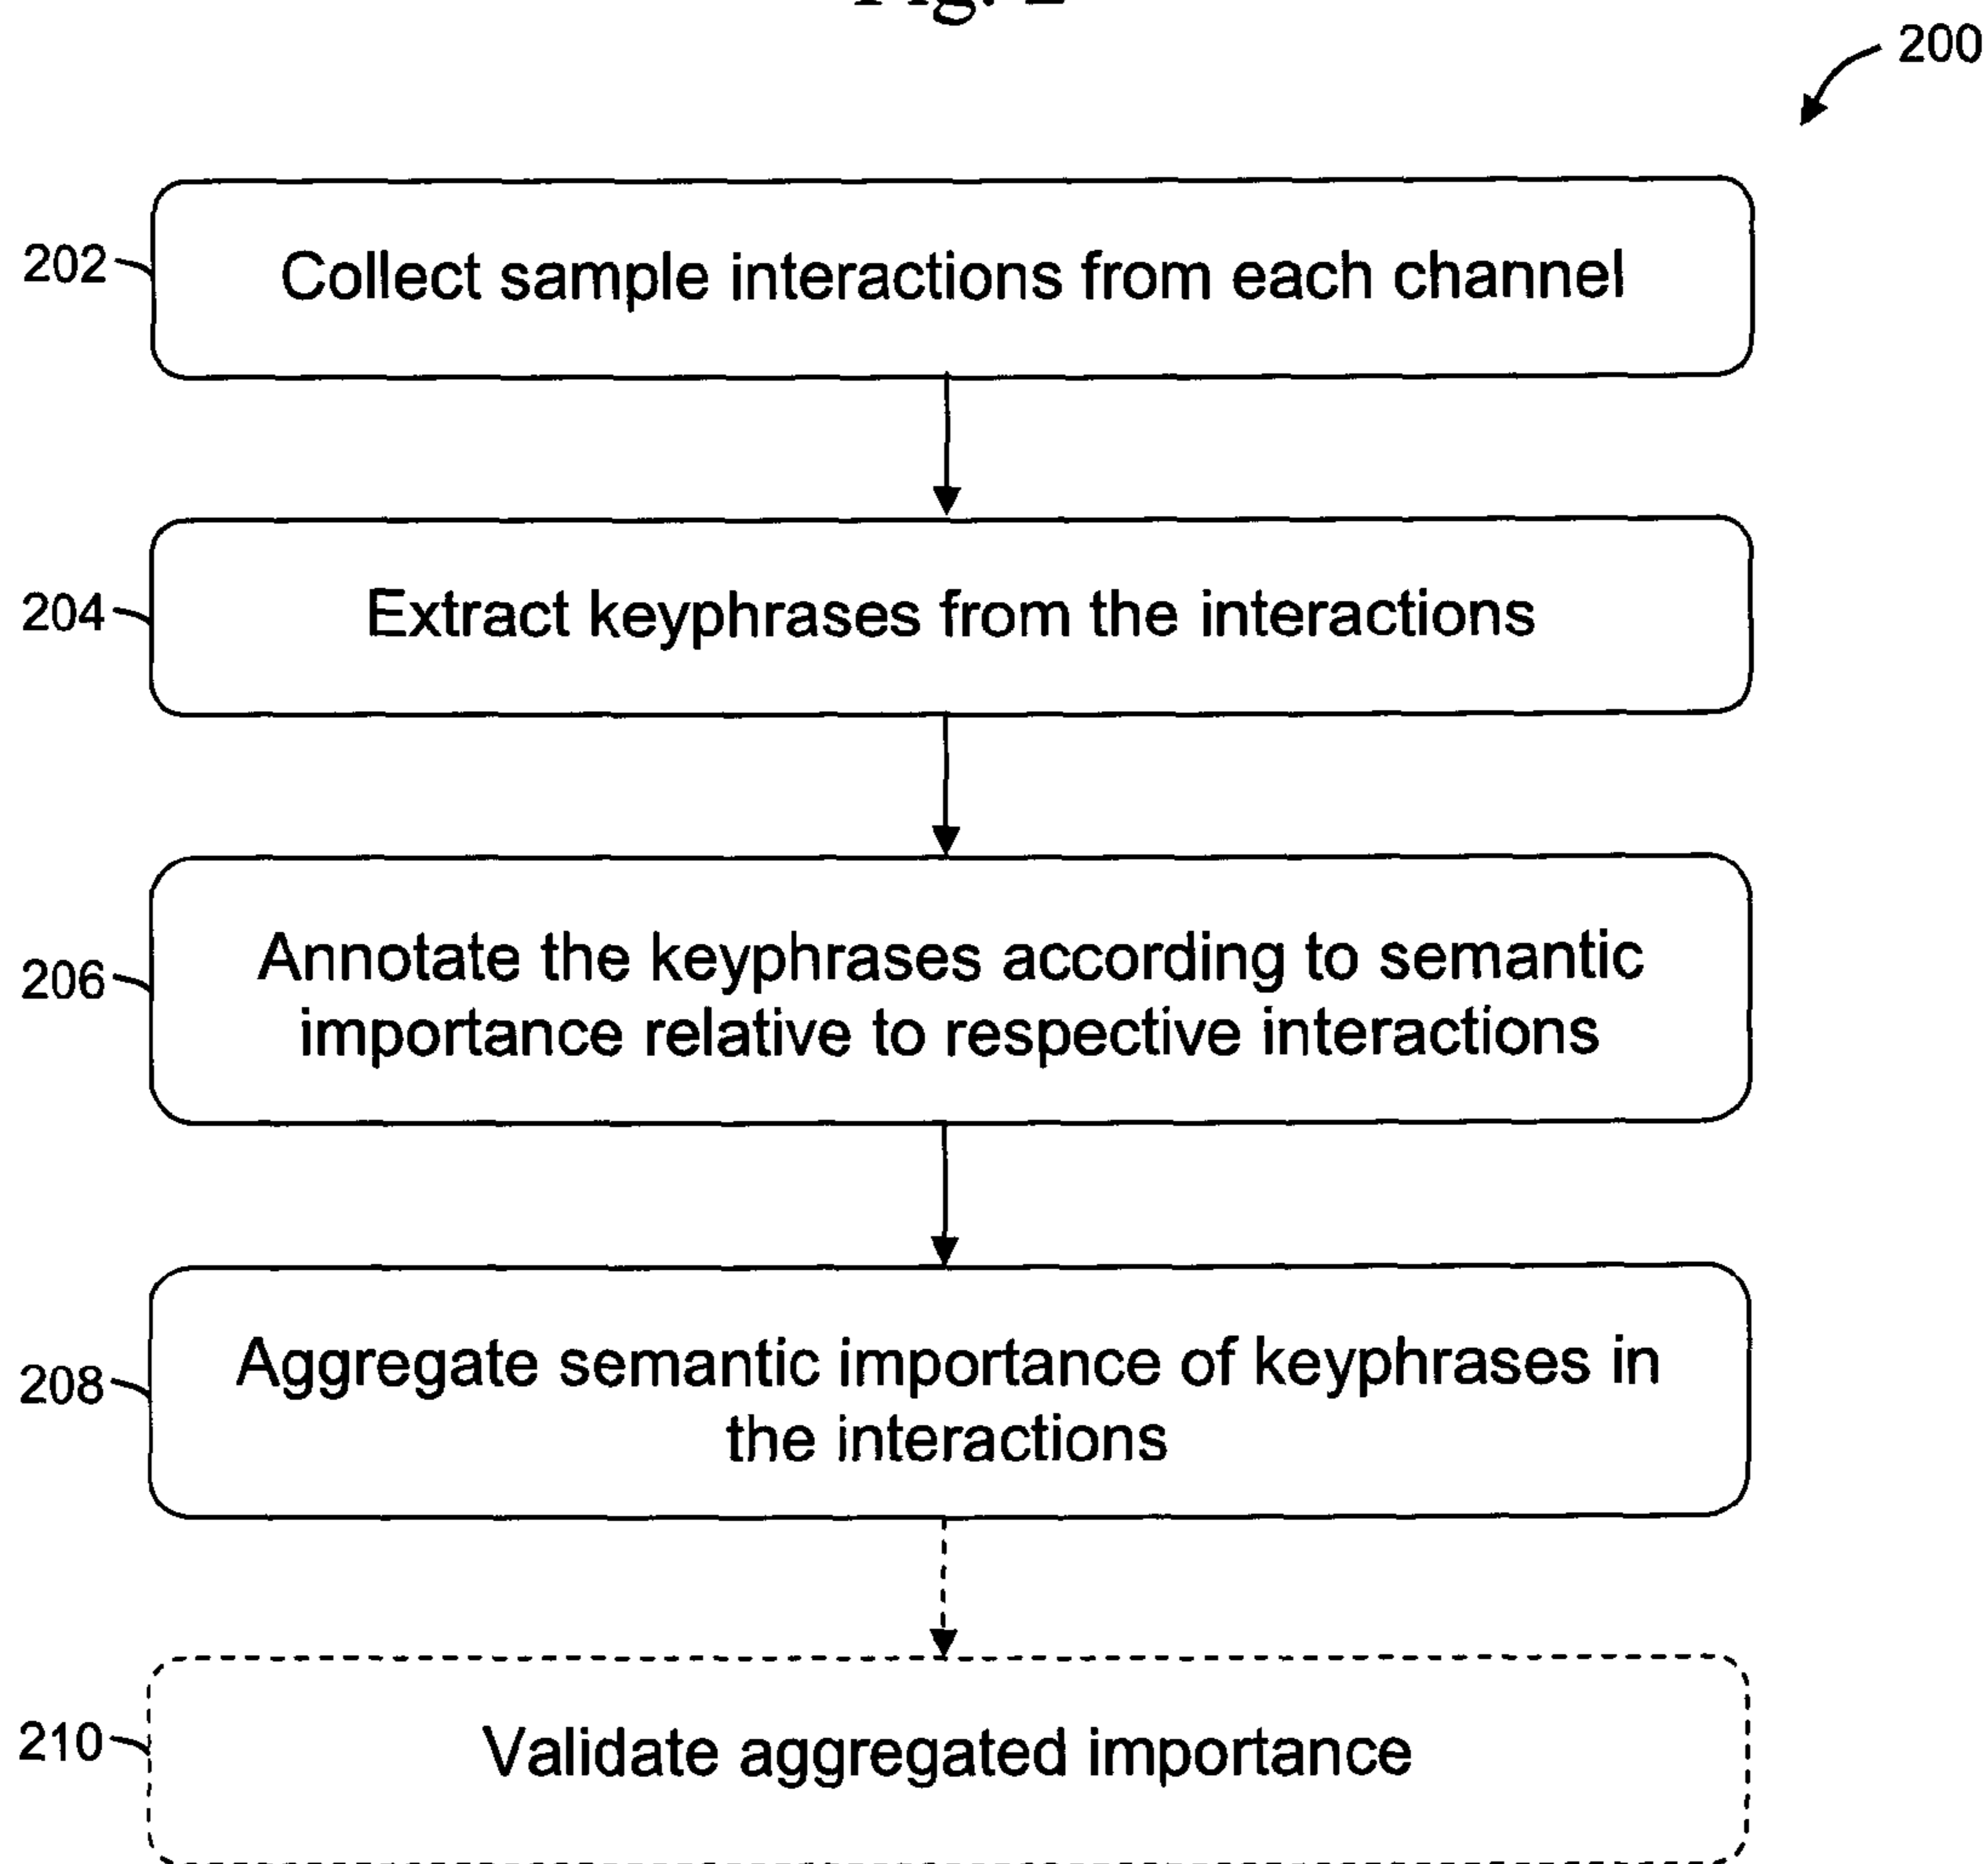 200
202
Collect sample interactions from each channel
204
Extract keyphrases from the interactions
206
Annotate the keyphrases according to semantic
importance relative to respective interactions
208
Aggregate semantic importance of keyphrases in
the interactions
210
Validate aggregated importance